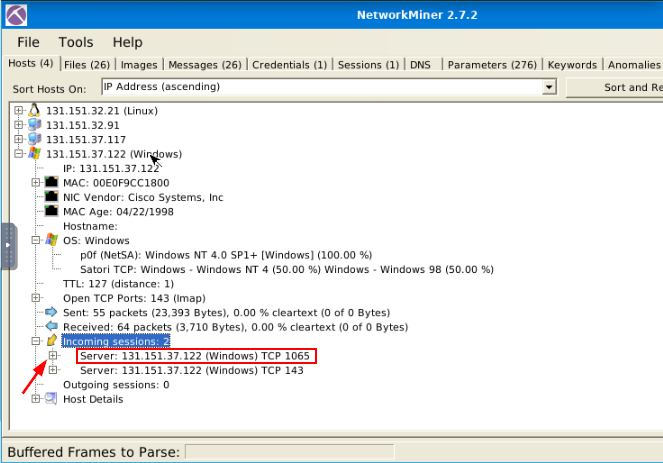 NetworkMiner 2.7.2
File Tools Help
Hosts (4) Files (26) Images Messages (26) Credentials (1) Sessions (1) DNS Parameters (276) Keywords Anomalies
Sort Hosts On: IP Address (ascending) Sort and Re
131.151.32.21 (Linux)
131.151.32.91
131.151.37.117
131.151.37.122 (Windows)
IP: 131.151.37.122
MAC: 00E0F9CC1800
NIC Vendor: Cisco Systems, Inc
MAC Age: 04/22/1998
Hostname:
OS: Windows
p0f (NetSA): Windows NT 4.0 SP1+ [Windows] (100.00 %)
Satori TCP: Windows - Windows NT 4 (50.00 %) Windows - Windows 98 (50.00 %)
TTL: 127 (distance: 1)
Open TCP Ports: 143 (Imap)
Sent: 55 packets (23,393 Bytes), 0.00 % cleartext (0 of 0 Bytes)
Received: 64 packets (3,710 Bytes), 0.00 % cleartext (0 of 0 Bytes)
Incoming sessions: 2
Server: 131.151.37.122 (Windows) TCP 1065
Server: 131.151.37.122 (Windows) TCP 143
Outgoing sessions: 0
Host Details
Buffered Frames to Parse: